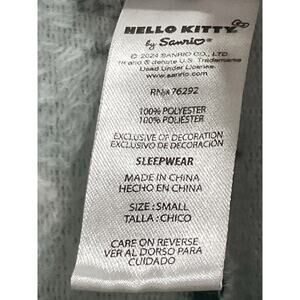 HELLO KITTY
by Sanrio
© 2024 SANRIO CO., LTD.
® and ® denote U.S. Trademarks
Used Under License.
www.sanrio.com
RN# 76292
100% POLYESTER
100% POLIÉSTER
EXCLUSIVE OF DECORATION
EXCLUSIVO DE DECORACIÓN
SLEEPWEAR
MADE IN CHINA
HECHO EN CHINA
SIZE: SMALL
TALLA: CHICO
CARE ON REVERSE
VER AL DORSO PARA
CUIDADO